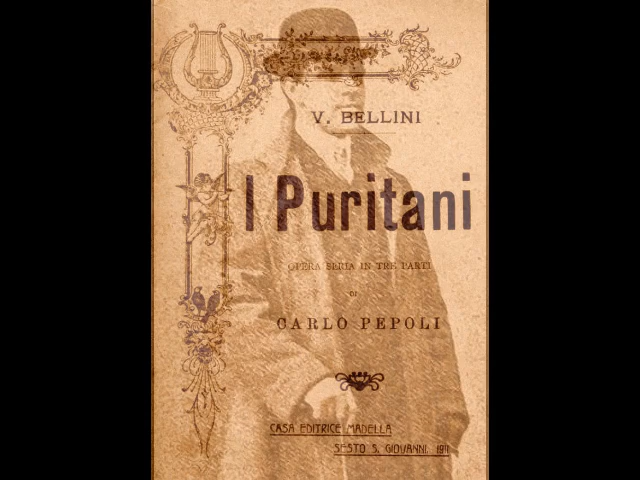 V. BELLINI
I Puritani
OPERA SERIA IN TRE PARTI
DI
CARLO PEPOLI
CASA EDITRICE MADELLA
SESTO S. GIOVANNI. 1911